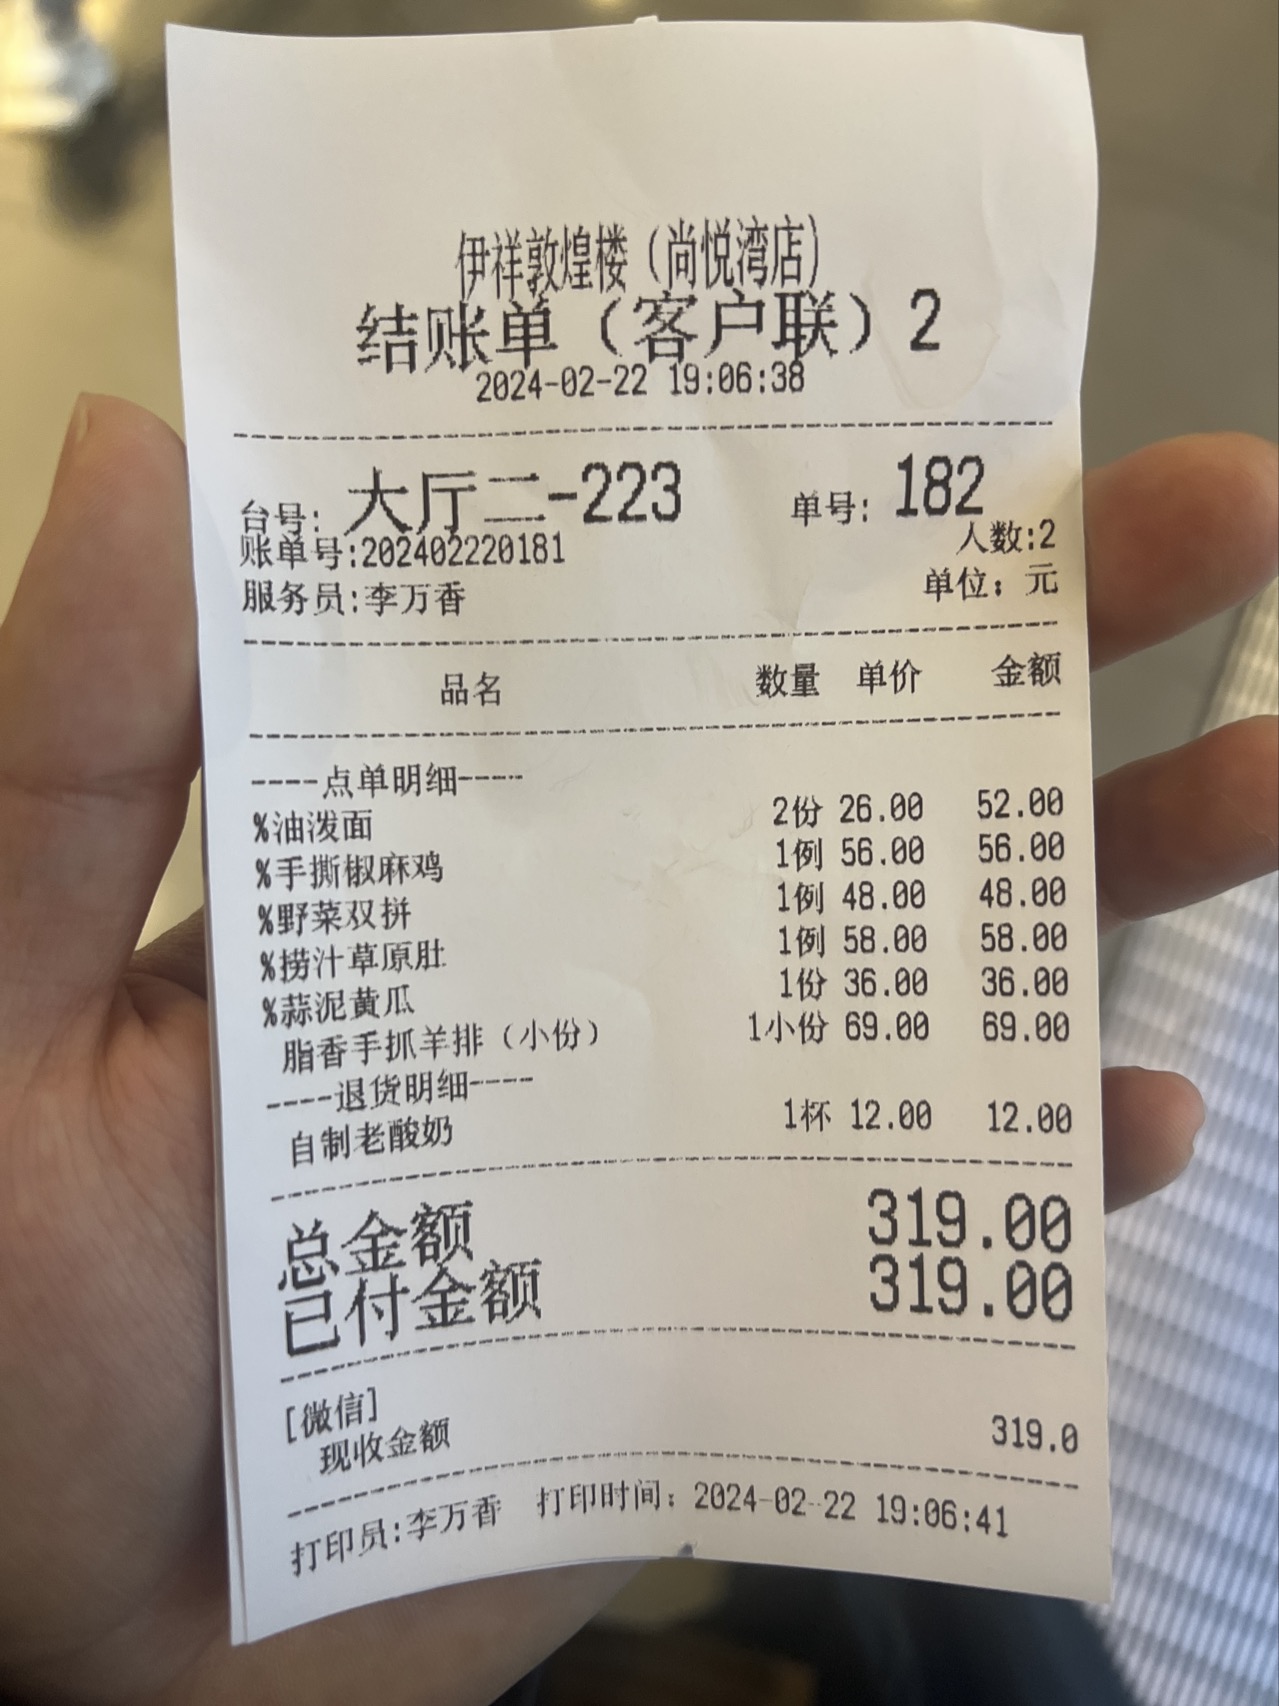 伊祥敦煌楼（尚悦湾店）
结账单（客户联）2
2024-02-22 19:06:38
台号: 大厅二-223 单号: 182
账单号:202402220181 人数:2
服务员:李万香 单位: 元
品名 数量 单价 金额
----点单明细----
%油泼面 2份 26.00 52.00
%手撕椒麻鸡 1例 56.00 56.00
%野菜双拼 1例 48.00 48.00
%捞汁草原肚 1例 58.00 58.00
%蒜泥黄瓜 1份 36.00 36.00
脂香手抓羊排（小份） 1小份 69.00 69.00
----退货明细----
自制老酸奶 1杯 12.00 12.00
总金额 319.00
已付金额 319.00
[微信]
现收金额 319.0
打印员:李万香 打印时间: 2024-02-22 19:06:41